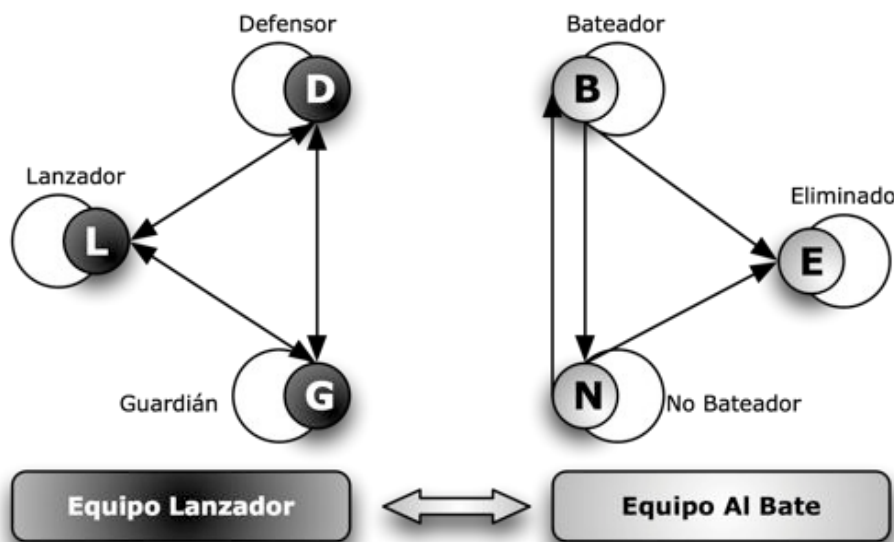 Defensor
D
Bateador
B
Lanzador
L
Eliminado
E
Guardián
G
N
No Bateador
Equipo Lanzador
Equipo Al Bate